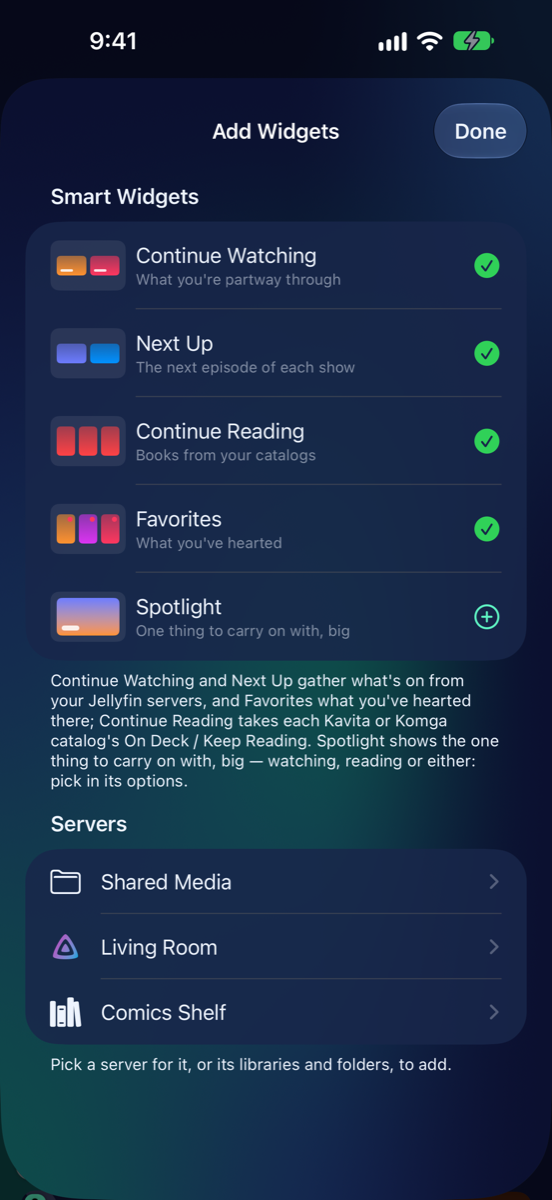 9:41
Add Widgets
Done
Smart Widgets
Continue Watching
What you're partway through
Next Up
The next episode of each show
Continue Reading
Books from your catalogs
Favorites
What you've hearted
Spotlight
One thing to carry on with, big
Continue Watching and Next Up gather what's on from
your Jellyfin servers, and Favorites what you've hearted
there; Continue Reading takes each Kavita or Komga
catalog's On Deck / Keep Reading. Spotlight shows the one
thing to carry on with, big — watching, reading or either:
pick in its options.
Servers
Shared Media
Living Room
Comics Shelf
Pick a server for it, or its libraries and folders, to add.